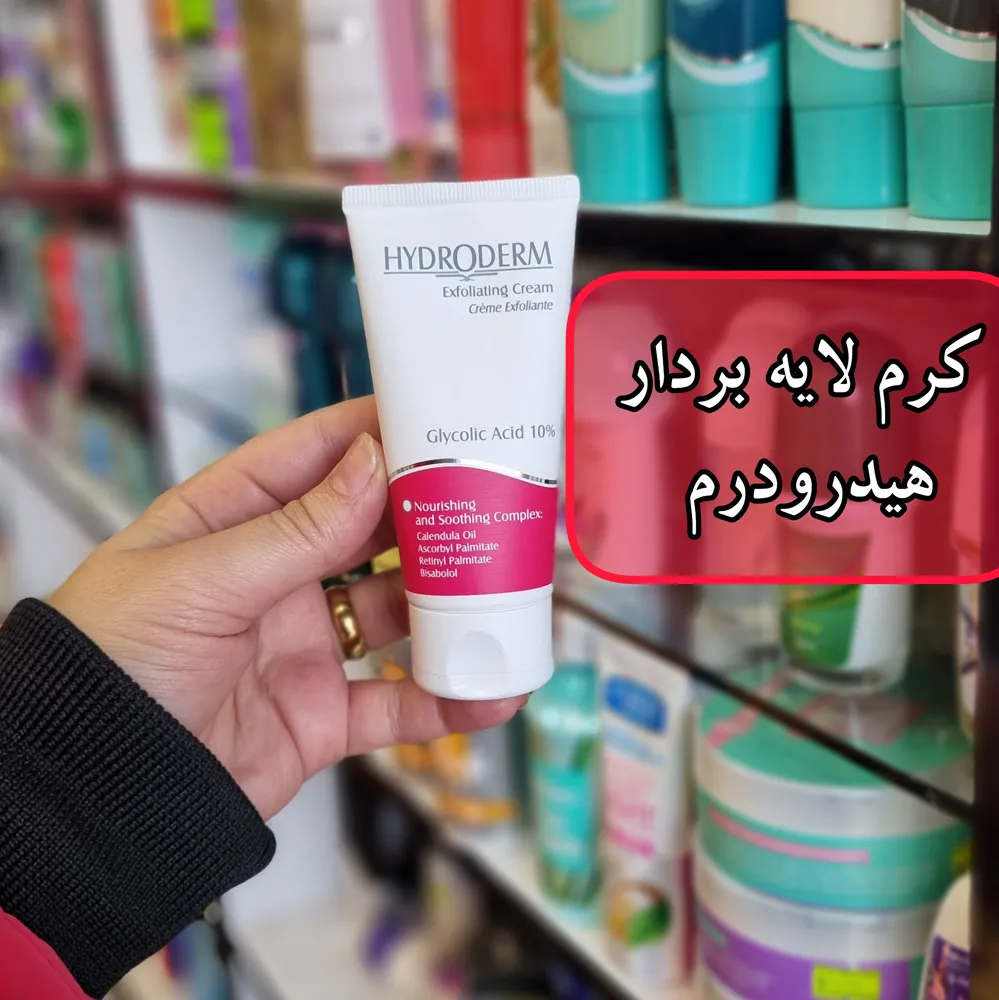 HYDRODERM
Exfoliating Cream
Crème Exfoliante
Glycolic Acid 10%
Nourishing
and Soothing Complex:
Calendula Oil
Ascorbyl Palmitate
Retinyl Palmitate
Bisabolol
کرم لایه بردار
هیدرودرم